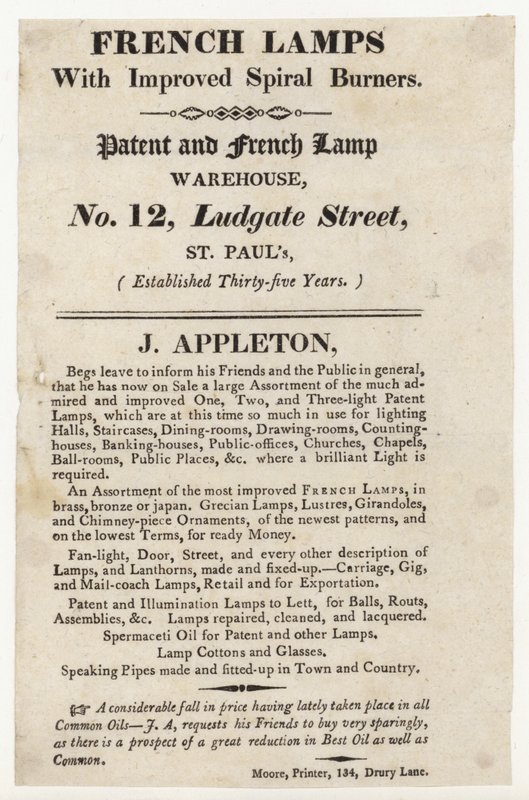 FRENCH LAMPS
With Improved Spiral Burners.
Patent and French Lamp
WAREHOUSE,
No. 12, Ludgate Street,
ST. PAUL's,
( Established Thirty-five Years. )
J. APPLETON,
Begs leave to inform his Friends and the Public in general,
that he has now on Sale a large Assortment of the much ad-
mired and improved One, Two, and Three-light Patent
Lamps, which are at this time so much in use for lighting
Halls, Staircases, Dining-rooms, Drawing-rooms, Counting-
houses, Banking-houses, Public-offices, Churches, Chapels,
Ball-rooms, Public Places, &c. where a brilliant Light is
required.
An Assortment of the most improved FRENCH LAMPS, in
brass, bronze or japan. Grecian Lamps, Lustres, Girandoles,
and Chimney-piece Ornaments, of the newest patterns, and
on the lowest Terms, for ready Money.
Fan-light, Door, Street, and every other description of
Lamps, and Lanthorns, made and fixed-up.—Carriage, Gig,
and Mail-coach Lamps, Retail and for Exportation.
Patent and Illumination Lamps to Lett, for Balls, Routs,
Assemblies, &c. Lamps repaired, cleaned, and lacquered.
Spermaceti Oil for Patent and other Lamps.
Lamp Cottons and Glasses.
Speaking Pipes made and fitted-up in Town and Country.
☞ A considerable fall in price having lately taken place in all
Common Oils—J. A, requests his Friends to buy very sparingly,
as there is a prospect of a great reduction in Best Oil as well as
Common.
Moore, Printer, 134, Drury Lane.